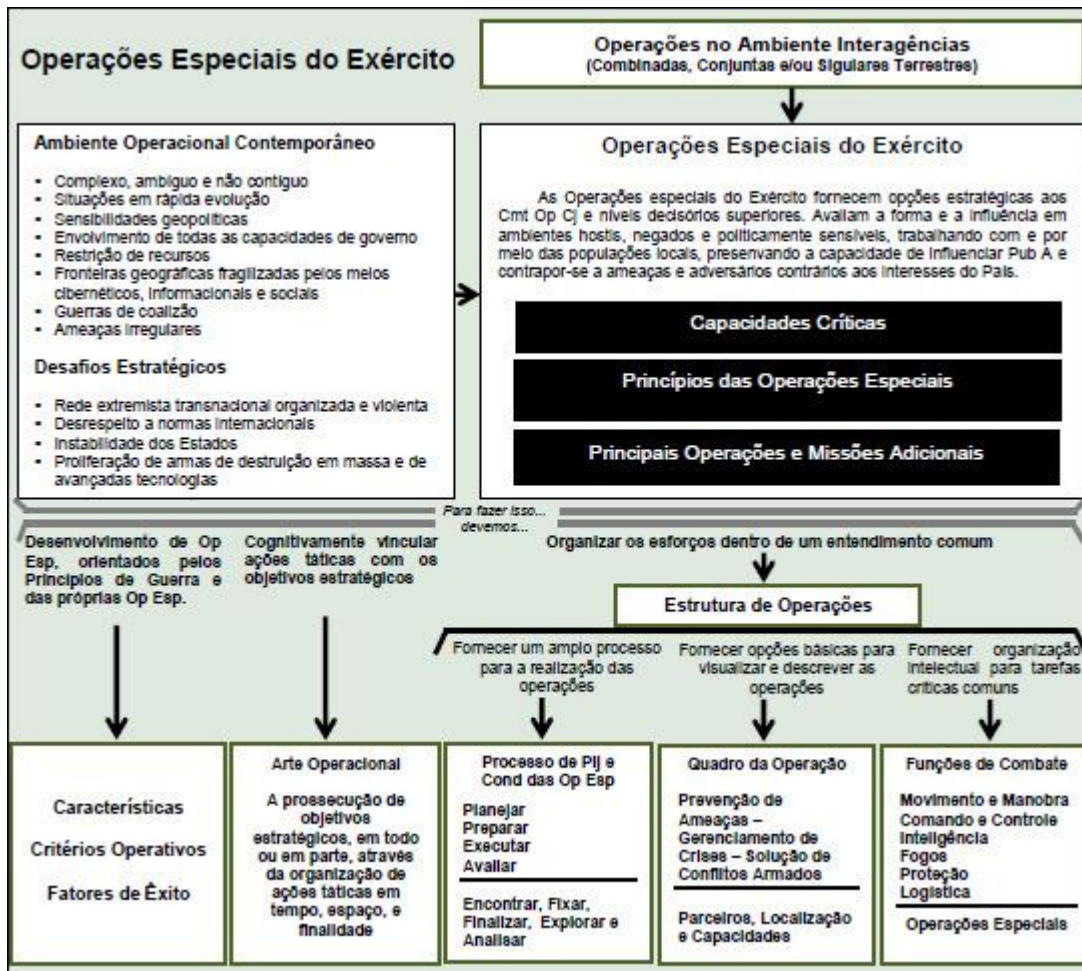 Operações Especiais do Exército
Operações no Ambiente Interagências
(Combinadas, Conjuntas e/ou Sigulares Terrestres)
Ambiente Operacional Contemporâneo
• Complexo, ambíguo e não contíguo
• Situações em rápida evolução
• Sensibilidades geopolíticas
• Envolvimento de todas as capacidades de governo
• Restrição de recursos
• Fronteiras geográficas fragilizadas pelos meios
cibernéticos, informacionais e sociais
• Guerras de coalizão
• Ameaças irregulares
Desafios Estratégicos
• Rede extremista transnacional organizada e violenta
• Desrespeito a normas internacionais
• Instabilidade dos Estados
• Proliferação de armas de destruição em massa e de
avançadas tecnologias
Operações Especiais do Exército
As Operações especiais do Exército fornecem opções estratégicas aos
Cmt Op Cj e níveis decisórios superiores. Avaliam a forma e a influência em
ambientes hostis, negados e politicamente sensíveis, trabalhando com e por
meio das populações locais, presenvando a capacidade de influenciar Pub A e
contrapor-se a ameaças e adversários contrários aos interesses do País.
Capacidades Críticas
Princípios das Operações Especiais
Principais Operações e Missões Adicionais
Para fazer isso...
devemos...
Desenvolvimento de Op
Esp, orientados pelos
Princípios de Guerra e
das próprias Op Esp.
Cognitivamente vincular
ações táticas com os
objetivos estratégicos
Organizar os esforços dentro de um entendimento comum
Estrutura de Operações
Fornecer um amplo processo
para a realização das
operações
Fornecer opções básicas para
visualizar e descrever as
operações
Fornecer organização
intelectual para tarefas
críticas comuns
Características
Critérios Operativos
Fatores de Êxito
Arte Operacional
A prossecução de
objetivos
estratégicos, em todo
ou em parte, através
da organização de
ações táticas em
tempo, espaço, e
finalidade
Processo de Plj e
Cond das Op Esp
Planejar
Preparar
Executar
Avaliar
Encontrar, Fixar,
Finalizar, Explorar e
Analisar
Quadro da Operação
Prevenção de
Ameaças –
Gerenciamento de
Crises – Solução de
Conflitos Armados
Parceiros, Localização
e Capacidades
Funções de Combate
Movimento e Manobra
Comando e Controle
Inteligência
Fogos
Proteção
Logística
Operações Especiais